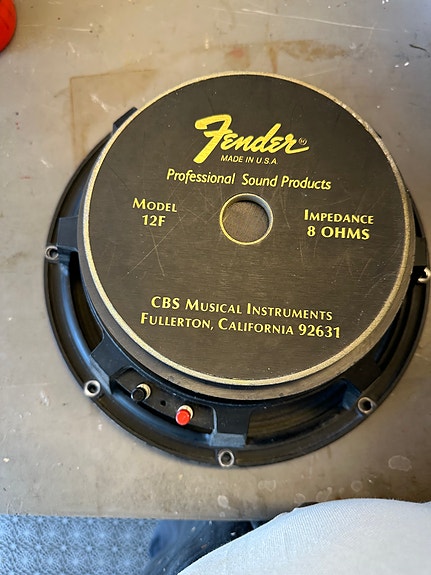 Fender®
MADE IN U.S.A.
Professional Sound Products
MODEL
12F
IMPEDANCE
8 OHMS
CBS MUSICAL INSTRUMENTS
FULLERTON, CALIFORNIA 92631